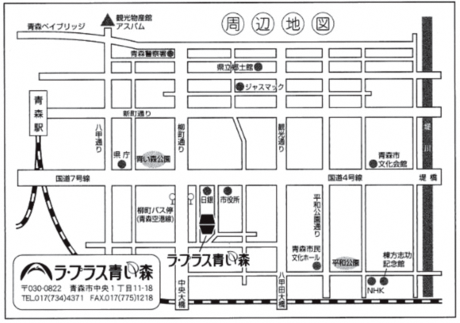 周辺地図
青森ベイブリッジ
観光物産館
アスパム
青森警察署
県立郷土館
ジャスマック
新町通り
青森駅
八甲通り
柳町通り
観光通り
堤川
県庁
青い森公園
青森市
文化会館
国道7号線
国道4号線
堤橋
柳町バス停
(青森空港線)
日銀
市役所
平和公園通り
ラ・プラス青い森
青森市民
文化ホール
平和公園
棟方志功
記念館
NHK
中央大橋
八甲田大橋
ラ・プラス青い森
〒030-0822 青森市中央1丁目11-18
TEL.017(734)4371 FAX.017(775)1218